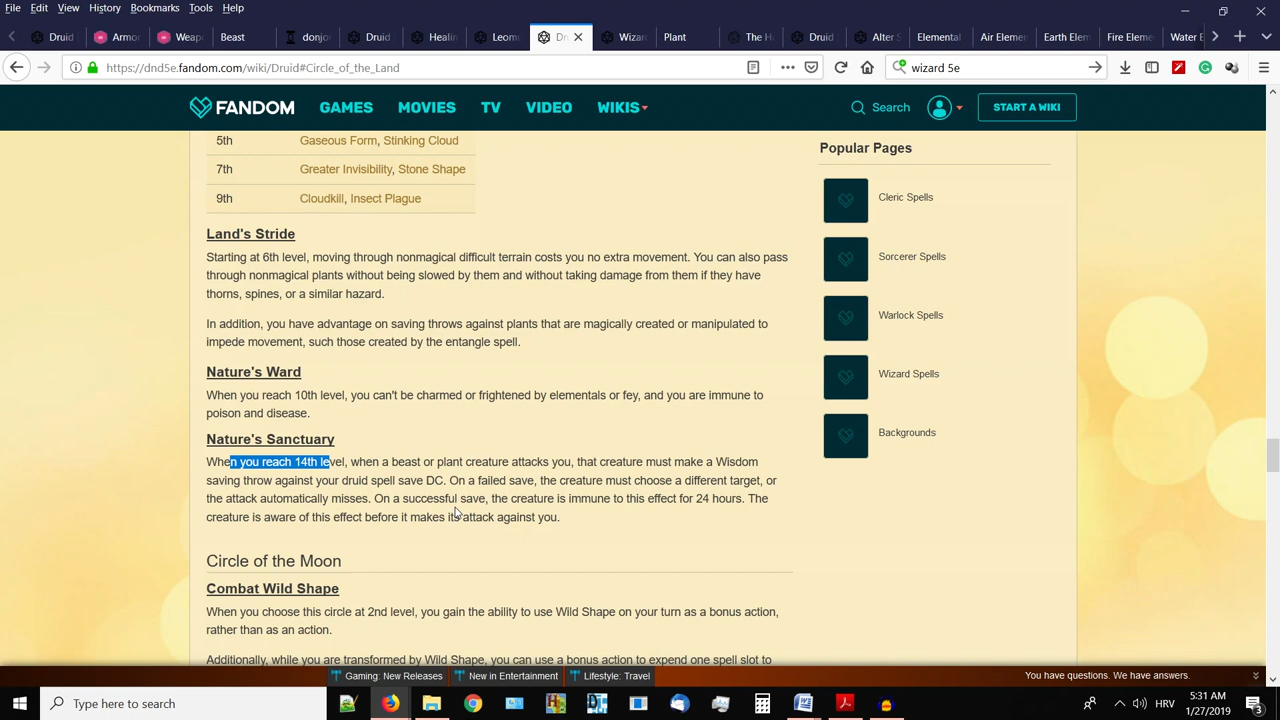 File Edit View History Bookmarks Tools Help
Druid
Armor
Weap
Beast
donjo
Druid
Healin
Leom
Dr
Wizar
Plant
The H
Druid
Alter S
Elemental
Air Elem
Earth Elem
Fire Eleme
Water E
https://dnd5e.fandom.com/wiki/Druid#Circle_of_the_Land
wizard 5e
FANDOM
GAMES MOVIES TV VIDEO WIKIS
Search
START A WIKI
5th Gaseous Form, Stinking Cloud
7th Greater Invisibility, Stone Shape
9th Cloudkill, Insect Plague
Land's Stride
Starting at 6th level, moving through nonmagical difficult terrain costs you no extra movement. You can also pass
through nonmagical plants without being slowed by them and without taking damage from them if they have
thorns, spines, or a similar hazard.
In addition, you have advantage on saving throws against plants that are magically created or manipulated to
impede movement, such those created by the entangle spell.
Nature's Ward
When you reach 10th level, you can't be charmed or frightened by elementals or fey, and you are immune to
poison and disease.
Nature's Sanctuary
When you reach 14th level, when a beast or plant creature attacks you, that creature must make a Wisdom
saving throw against your druid spell save DC. On a failed save, the creature must choose a different target, or
the attack automatically misses. On a successful save, the creature is immune to this effect for 24 hours. The
creature is aware of this effect before it makes its attack against you.
Circle of the Moon
Combat Wild Shape
When you choose this circle at 2nd level, you gain the ability to use Wild Shape on your turn as a bonus action,
rather than as an action.
Additionally, while you are transformed by Wild Shape, you can use a bonus action to expend one spell slot to
Popular Pages
Cleric Spells
Sorcerer Spells
Warlock Spells
Wizard Spells
Backgrounds
Gaming: New Releases
New in Entertainment
Lifestyle: Travel
You have questions. We have answers.
Type here to search
HRV
5:31 AM
1/27/2019
3